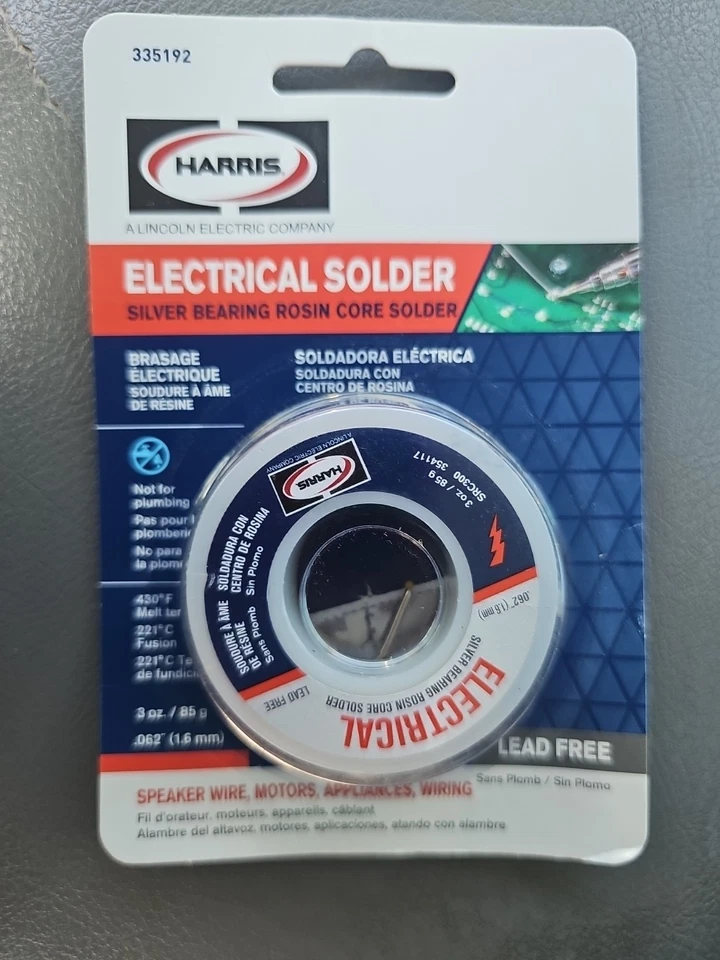 335192
HARRIS
A LINCOLN ELECTRIC COMPANY
ELECTRICAL SOLDER
SILVER BEARING ROSIN CORE SOLDER
BRASAGE
ÉLECTRIQUE
SOUDURE À ÂME
DE RÉSINE
SOLDADORA ELÉCTRICA
SOLDADURA CON
CENTRO DE ROSINA
Not for
plumbing
Pas pour
plomberie
No para
la plom
430°F
Melt
221°C
Fusion
221°C
de
3 oz. / 85 g
.062" (1.6 mm)
A LINCOLN ELECTRIC COMPANY
HARRIS
3 oz / 85g
SRC300 354117
SOLDADURA CON
CENTRO DE ROSINA
Sin Plomo
SOUDURE À ÂME
DE RÉSINE
Sans Plomb
.062" (1.6 mm)
LEAD FREE
SILVER BEARING ROSIN CORE SOLDER
ELECTRICAL
LEAD FREE
Sans Plomb / Sin Plomo
SPEAKER WIRE, MOTORS, APPLIANCES, WIRING
Fil d'orateur, moteurs, appareils, câblant
Alambre del altavoz, motores, aplicaciones, atando con alambre